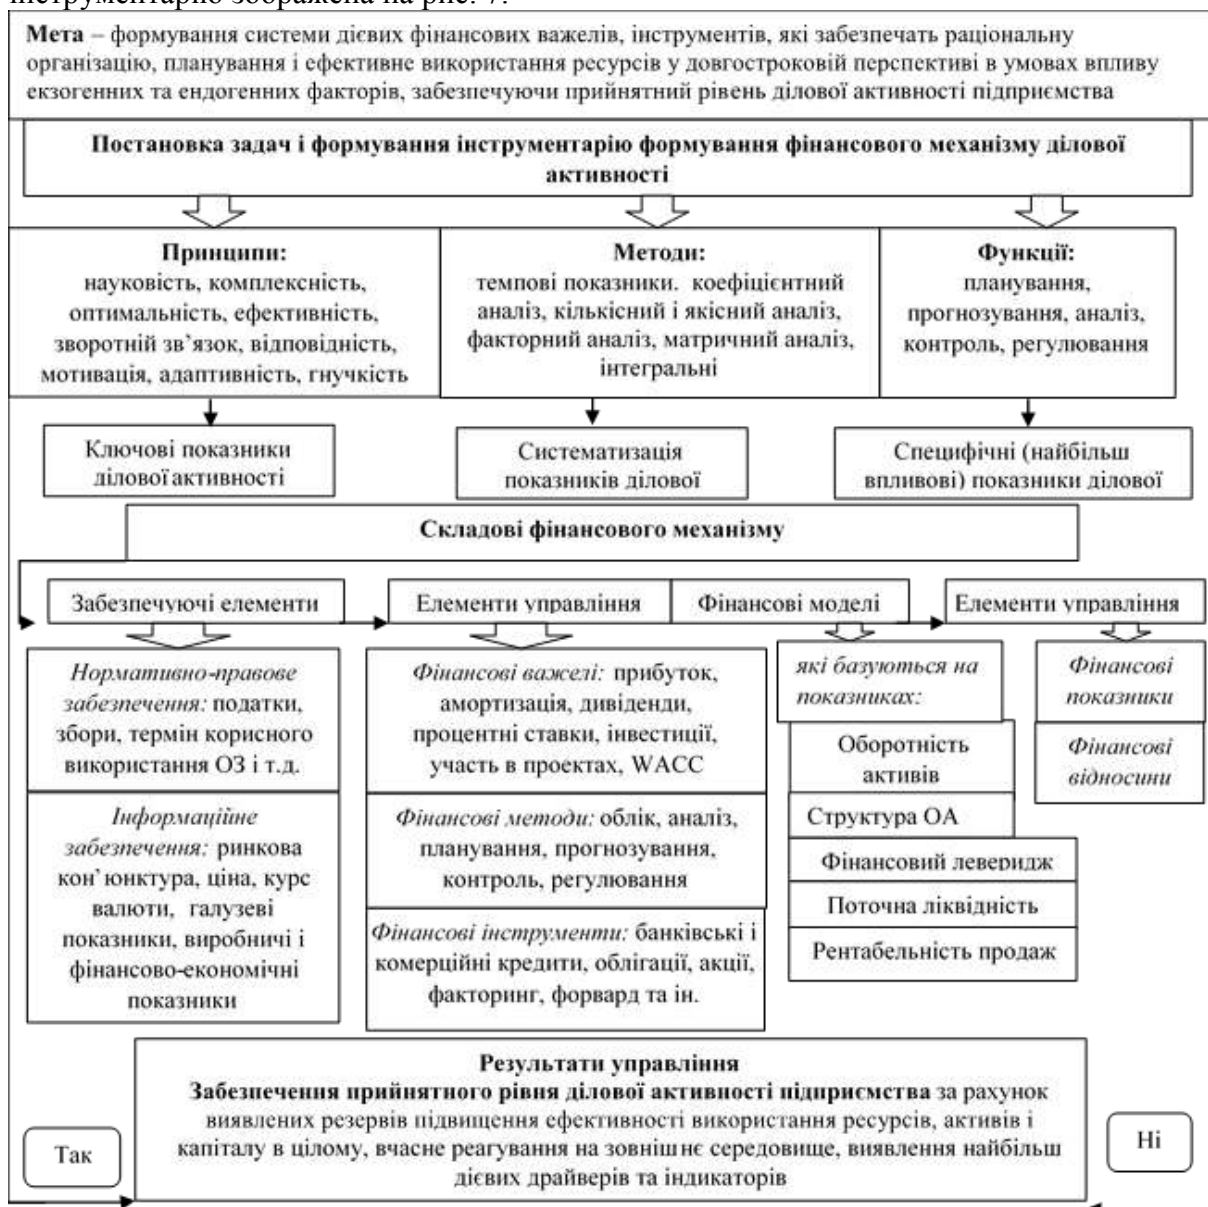 інструментарію зображена на рис. 7.
Мета – формування системи дієвих фінансових важелів, інструментів, які забезпечать раціональну
організацію, планування і ефективне використання ресурсів у довгостроковій перспективі в умовах впливу
екзогенних та ендогенних факторів, забезпечуючи прийнятний рівень ділової активності підприємства
Постановка задач і формування інструментарію формування фінансового механізму ділової
активності
Принципи:
науковість, комплексність,
оптимальність, ефективність,
зворотній зв’язок, відповідність,
мотивація, адаптивність, гнучкість
Методи:
темпові показники. коефіцієнтний
аналіз, кількісний і якісний аналіз,
факторний аналіз, матричний аналіз,
інтегральні
Функції:
планування,
прогнозування, аналіз,
контроль, регулювання
Ключові показники
ділової активності
Систематизація
показників ділової
Специфічні (найбільш
впливові) показники ділової
Складові фінансового механізму
Забезпечуючі елементи
Елементи управління
Фінансові моделі
Елементи управління
Нормативно-правове
забезпечення: податки,
збори, термін корисного
використання ОЗ і т.д.
Інформаційне
забезпечення: ринкова
кон’юнктура, ціна, курс
валюти, галузеві
показники, виробничі і
фінансово-економічні
показники
Фінансові важелі: прибуток,
амортизація, дивіденди,
процентні ставки, інвестиції,
участь в проектах, WACC
Фінансові методи: облік, аналіз,
планування, прогнозування,
контроль, регулювання
Фінансові інструменти: банківські і
комерційні кредити, облігації, акції,
факторинг, форвард та ін.
які базуються на
показниках:
Оборотність
активів
Структура ОА
Фінансовий леверидж
Поточна ліквідність
Рентабельність продаж
Фінансові
показники
Фінансові
відносини
Результати управління
Забезпечення прийнятного рівня ділової активності підприємства за рахунок
виявлених резервів підвищення ефективності використання ресурсів, активів і
капіталу в цілому, вчасне реагування на зовнішнє середовище, виявлення найбільш
дієвих драйверів та індикаторів
Так
Ні